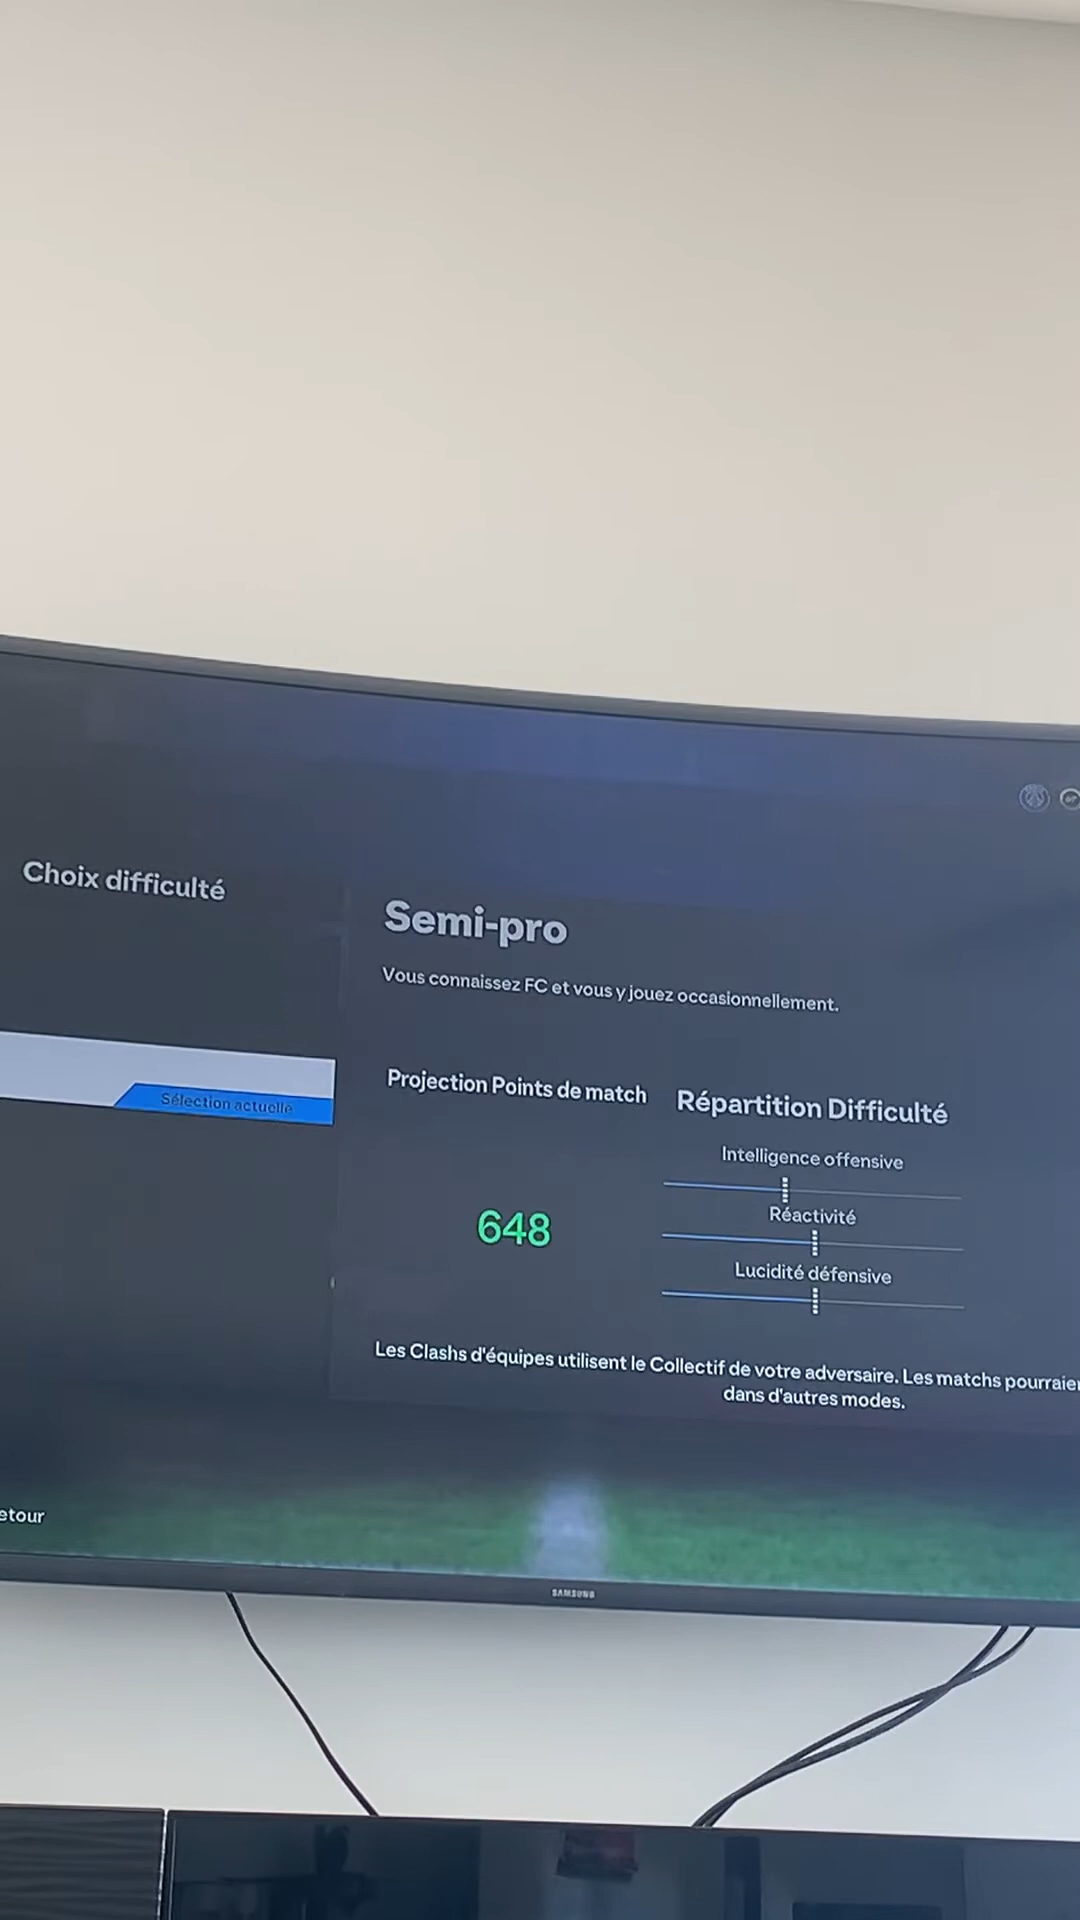 Choix difficulté
Semi-pro
Vous connaissez FC et vous y jouez occasionnellement.
Sélection actuelle
Projection Points de match
648
Répartition Difficulté
Intelligence offensive
Réactivité
Lucidité défensive
Les Clashs d'équipes utilisent le Collectif de votre adversaire. Les matchs pourraie
dans d'autres modes.
etour
SAMSUNG